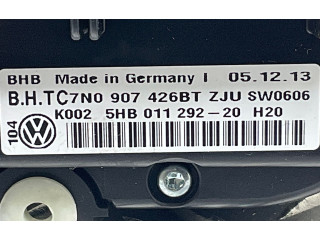 BHB Made in Germany I 05.12.13
B.H.TC7N0 907 426BT ZJU SW0606
K002 5HB 011 292-20 H20
104